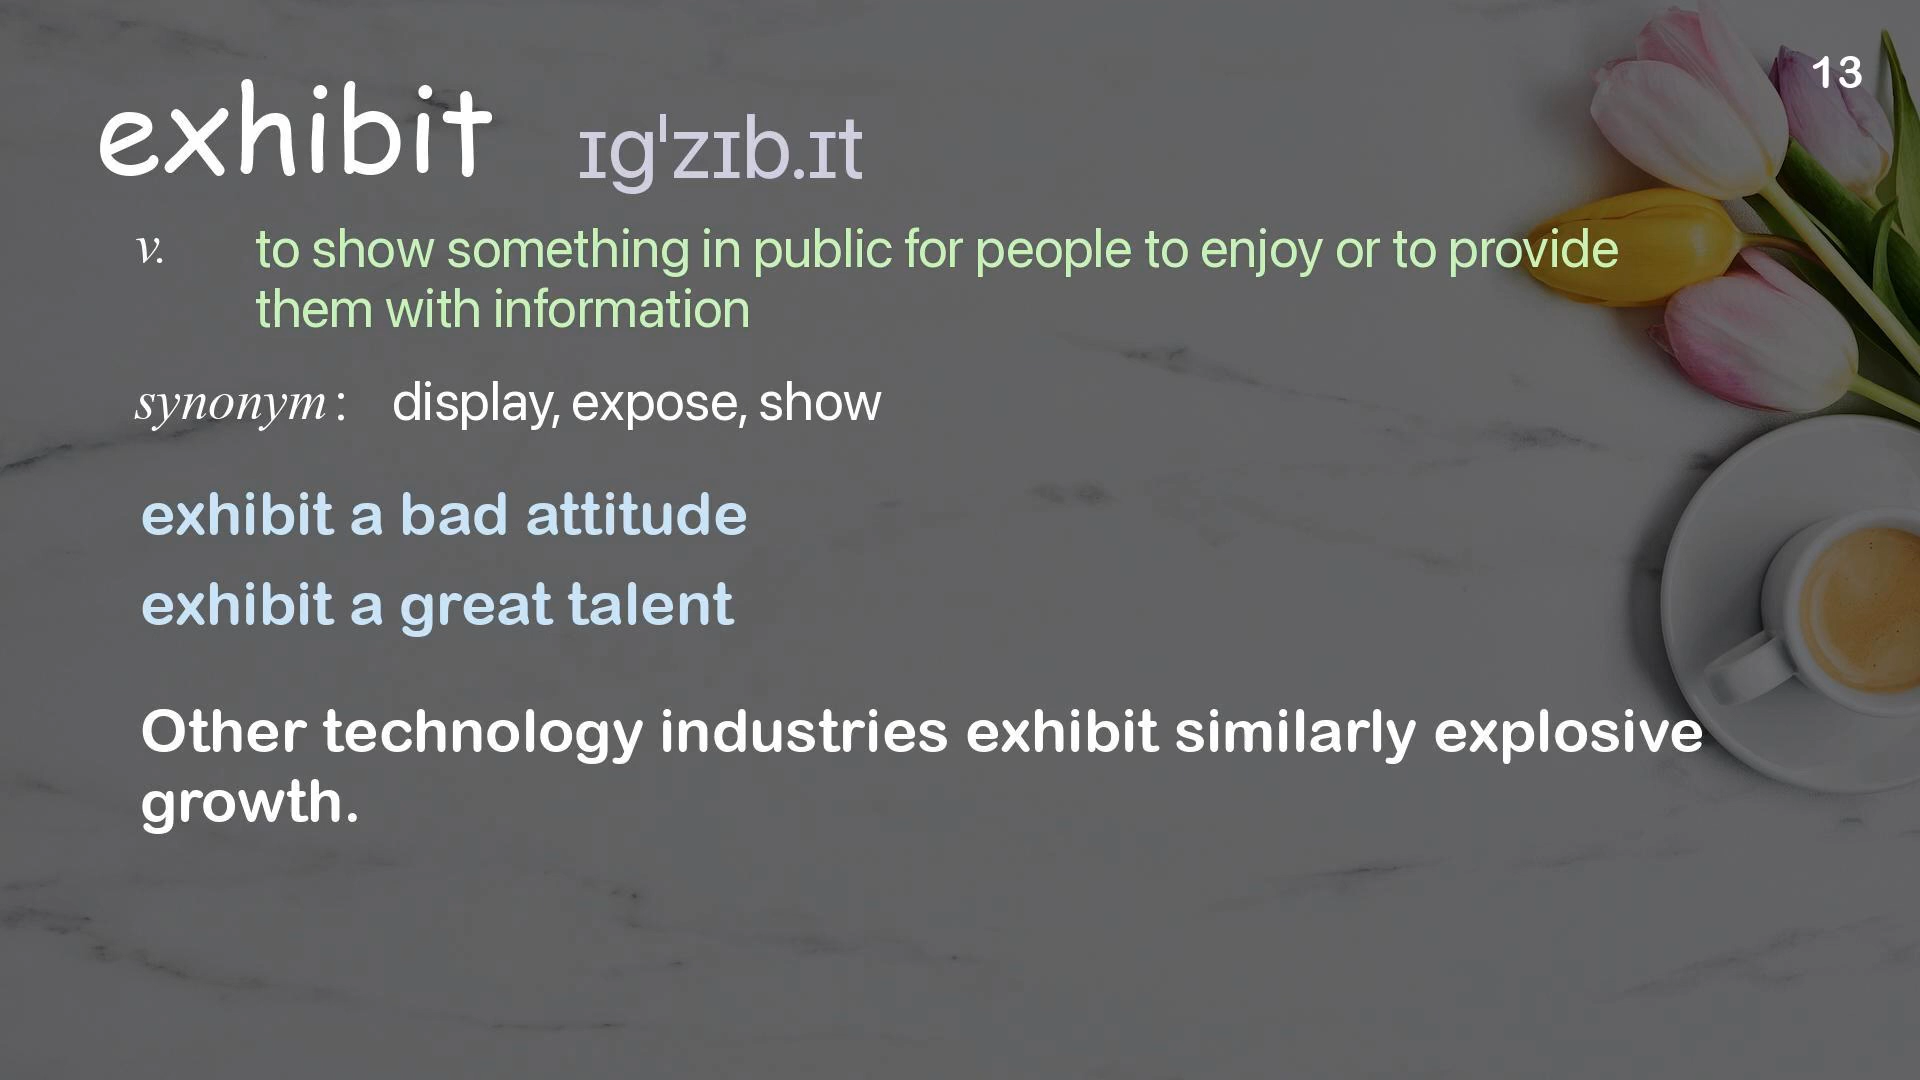 13
exhibit ɪɡˈzɪb.ɪt
v. to show something in public for people to enjoy or to provide
them with information
synonym: display, expose, show
exhibit a bad attitude
exhibit a great talent
Other technology industries exhibit similarly explosive
growth.